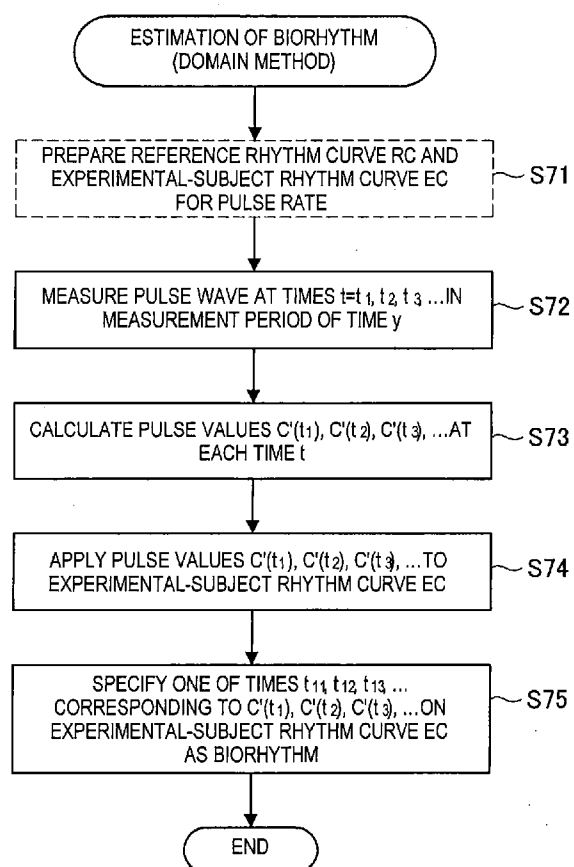 ESTIMATION OF BIORHYTHM
(DOMAIN METHOD)
PREPARE REFERENCE RHYTHM CURVE RC AND
EXPERIMENTAL-SUBJECT RHYTHM CURVE EC
FOR PULSE RATE
S71
MEASURE PULSE WAVE AT TIMES t=t1, t2, t3 ...IN
MEASUREMENT PERIOD OF TIME y
S72
CALCULATE PULSE VALUES C'(t1), C'(t2), C'(t3), ...AT
EACH TIME t
S73
APPLY PULSE VALUES C'(t1), C'(t2), C'(t3), ...TO
EXPERIMENTAL-SUBJECT RHYTHM CURVE EC
S74
SPECIFY ONE OF TIMES t11, t12, t13, ...
CORRESPONDING TO C'(t1), C'(t2), C'(t3), ...ON
EXPERIMENTAL-SUBJECT RHYTHM CURVE EC
AS BIORHYTHM
S75
END